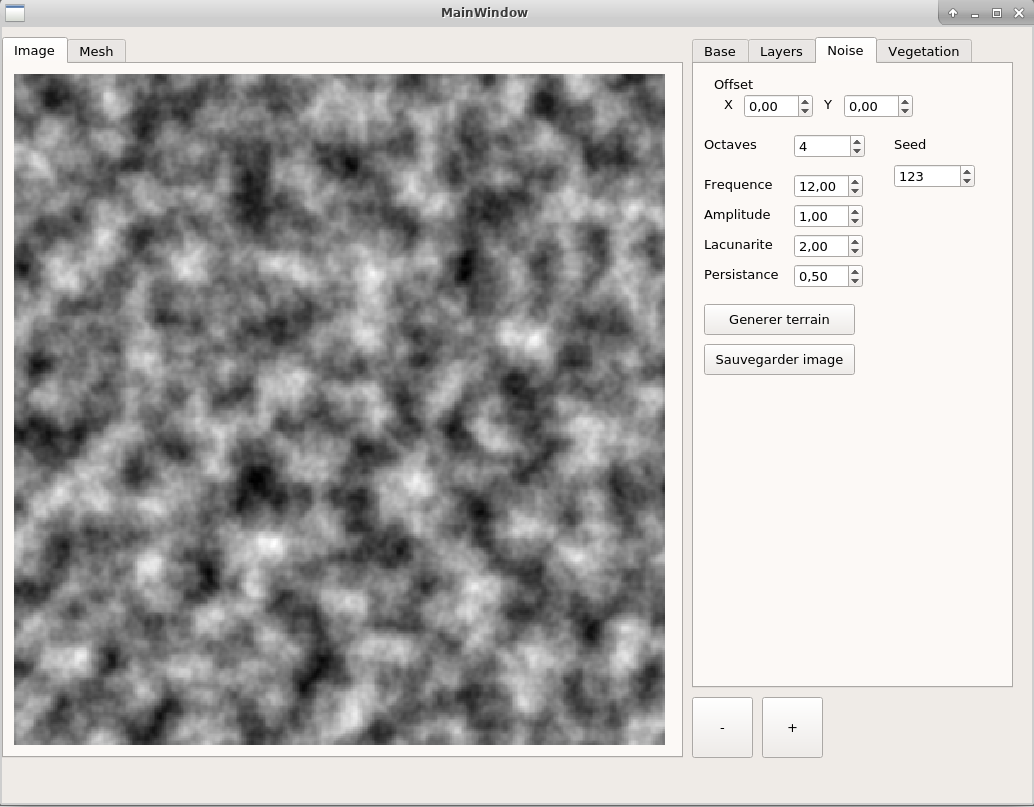 MainWindow
Image Mesh
Base Layers Noise Vegetation
Offset
X 0,00 Y 0,00
Octaves 4 Seed
123
Frequence 12,00
Amplitude 1,00
Lacunarite 2,00
Persistance 0,50
Generer terrain
Sauvegarder image
- +